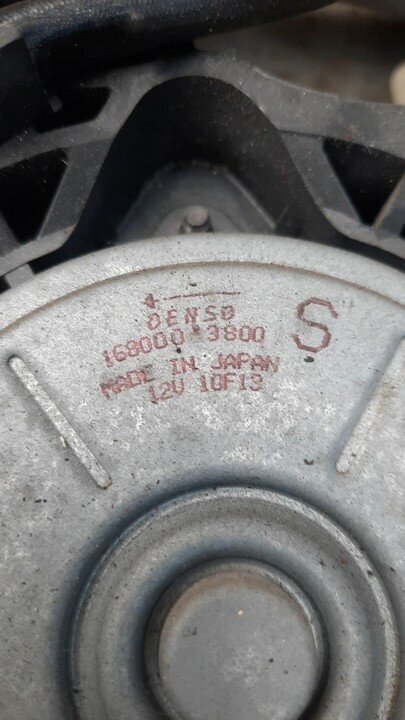 DENSO
168000-3800
S
MADE IN JAPAN
12V 10F13